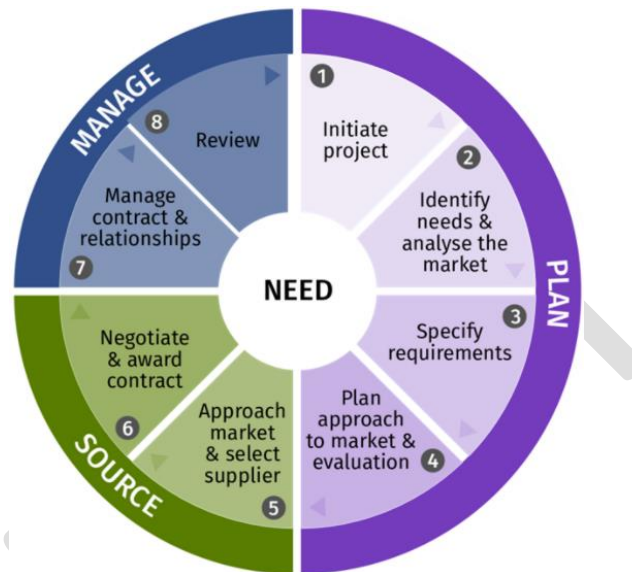 MANAGE
PLAN
SOURCE
NEED
1
Initiate
project
2
Identify
needs &
analyse the
market
3
Specify
requirements
Plan
approach
to market &
evaluation
4
Approach
market
& select
supplier
5
Negotiate
& award
contract
6
Manage
contract &
relationships
7
8
Review